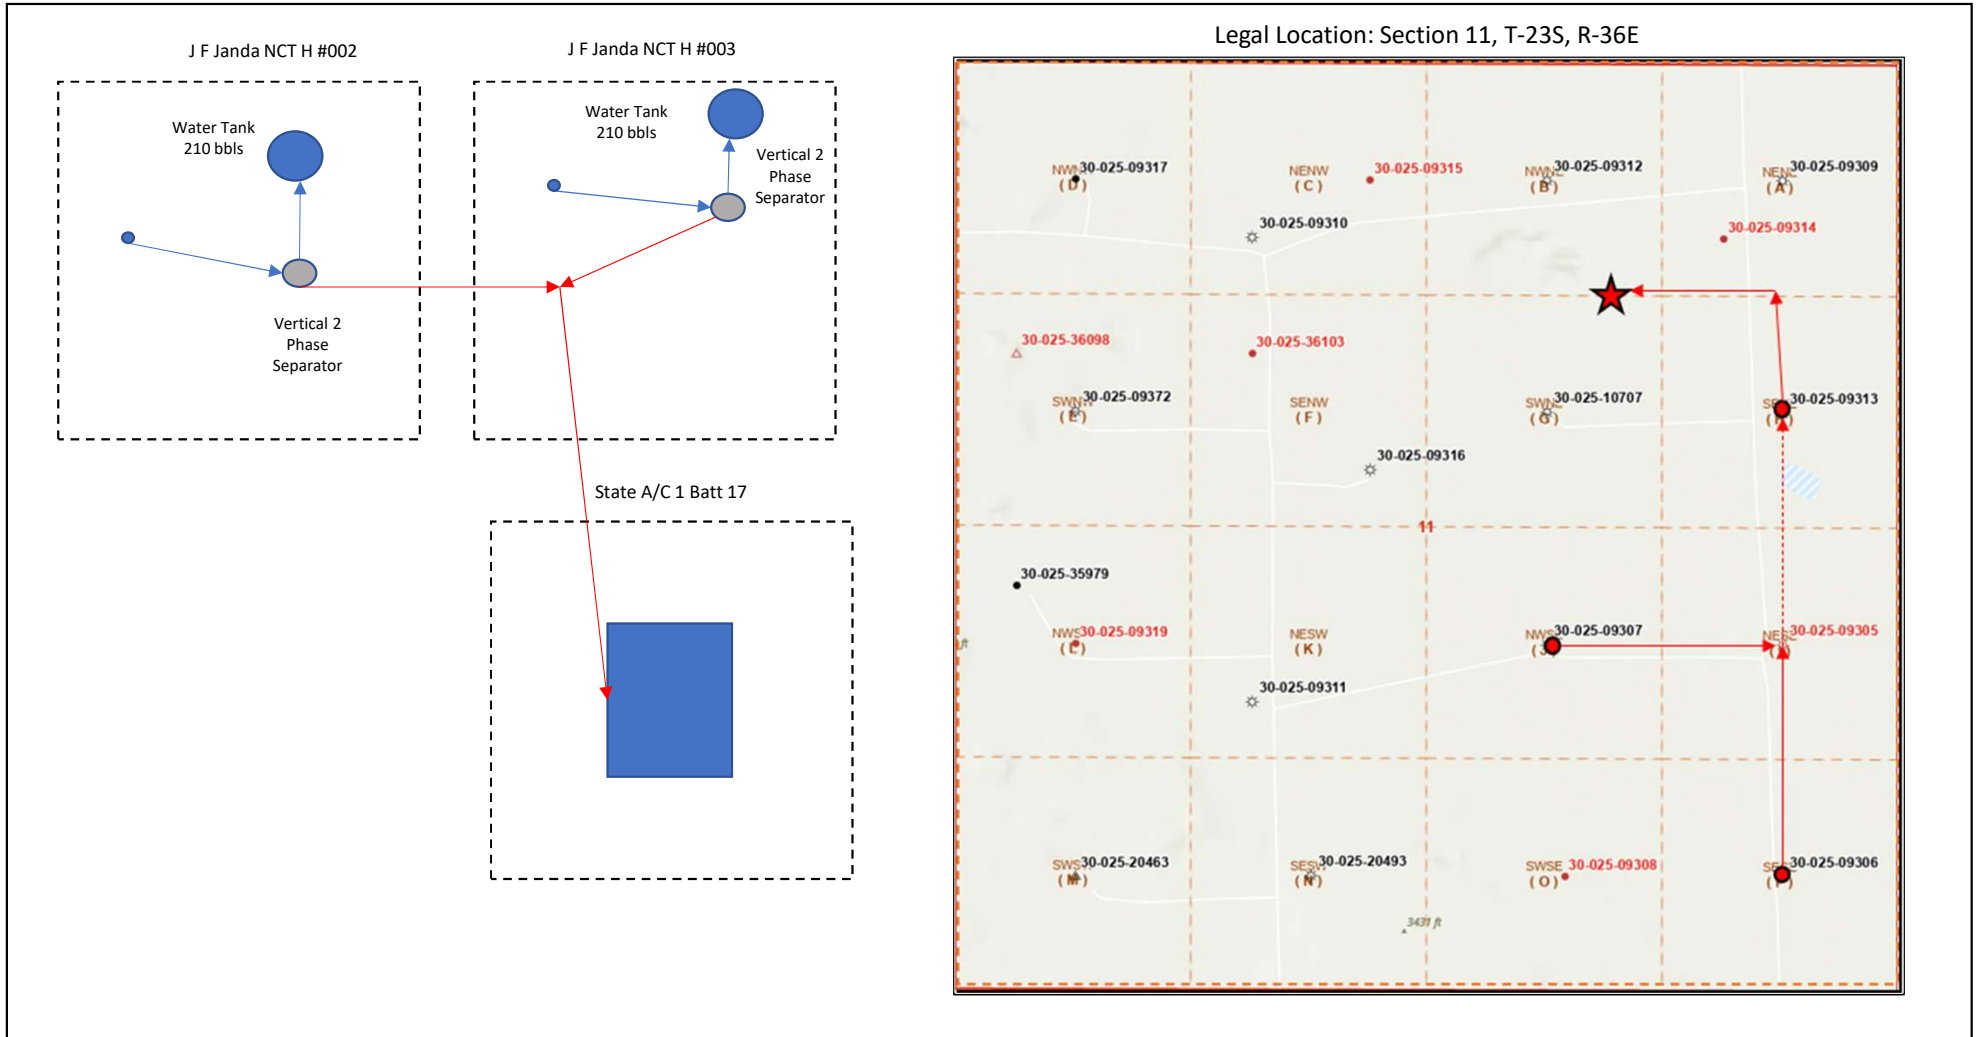 J F Janda NCT H #002
J F Janda NCT H #003
Water Tank
210 bbls
Vertical 2
Phase
Separator
Water Tank
210 bbls
Vertical 2
Phase
Separator
State A/C 1 Batt 17
Legal Location: Section 11, T-23S, R-36E
30-025-09317
(D)
NENW
(C)
30-025-09315
30-025-09312
(B)
30-025-09309
(A)
30-025-09310
30-025-09314
30-025-36098
30-025-36103
30-025-09372
(E)
SENW
(F)
30-025-10707
(G)
30-025-09313
30-025-09316
11
30-025-35979
ft
30-025-09319
(L)
NESW
(K)
30-025-09307
30-025-09305
30-025-09311
30-025-20463
(M)
30-025-20493
(N)
SWSE
(O)
30-025-09308
30-025-09306
3431 ft